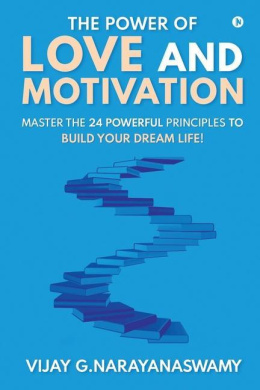 THE POWER OF
LOVE AND
MOTIVATION
MASTER THE 24 POWERFUL PRINCIPLES TO
BUILD YOUR DREAM LIFE!
VIJAY G.NARAYANASWAMY